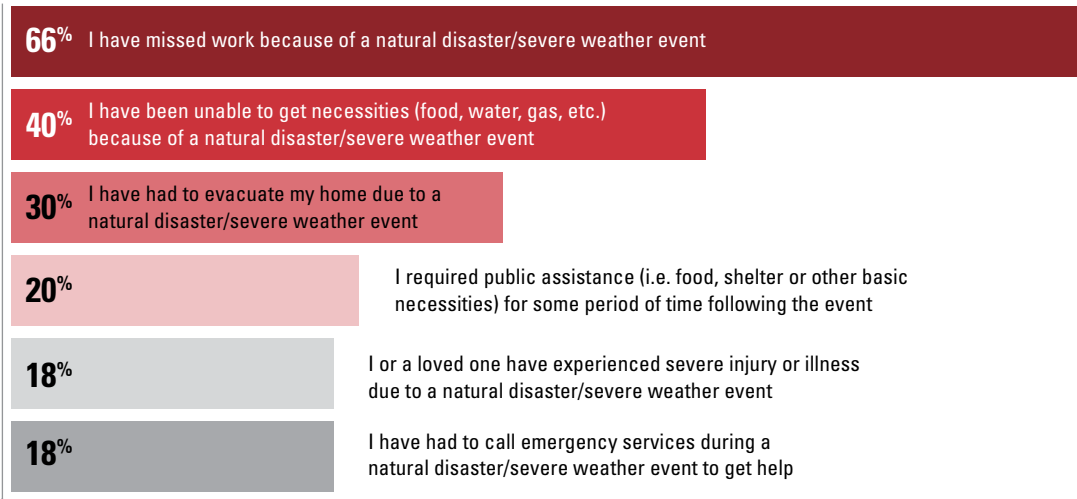 66% I have missed work because of a natural disaster/severe weather event
40% I have been unable to get necessities (food, water, gas, etc.)
because of a natural disaster/severe weather event
30% I have had to evacuate my home due to a
natural disaster/severe weather event
20% I required public assistance (i.e. food, shelter or other basic
necessities) for some period of time following the event
18% I or a loved one have experienced severe injury or illness
due to a natural disaster/severe weather event
18% I have had to call emergency services during a
natural disaster/severe weather event to get help